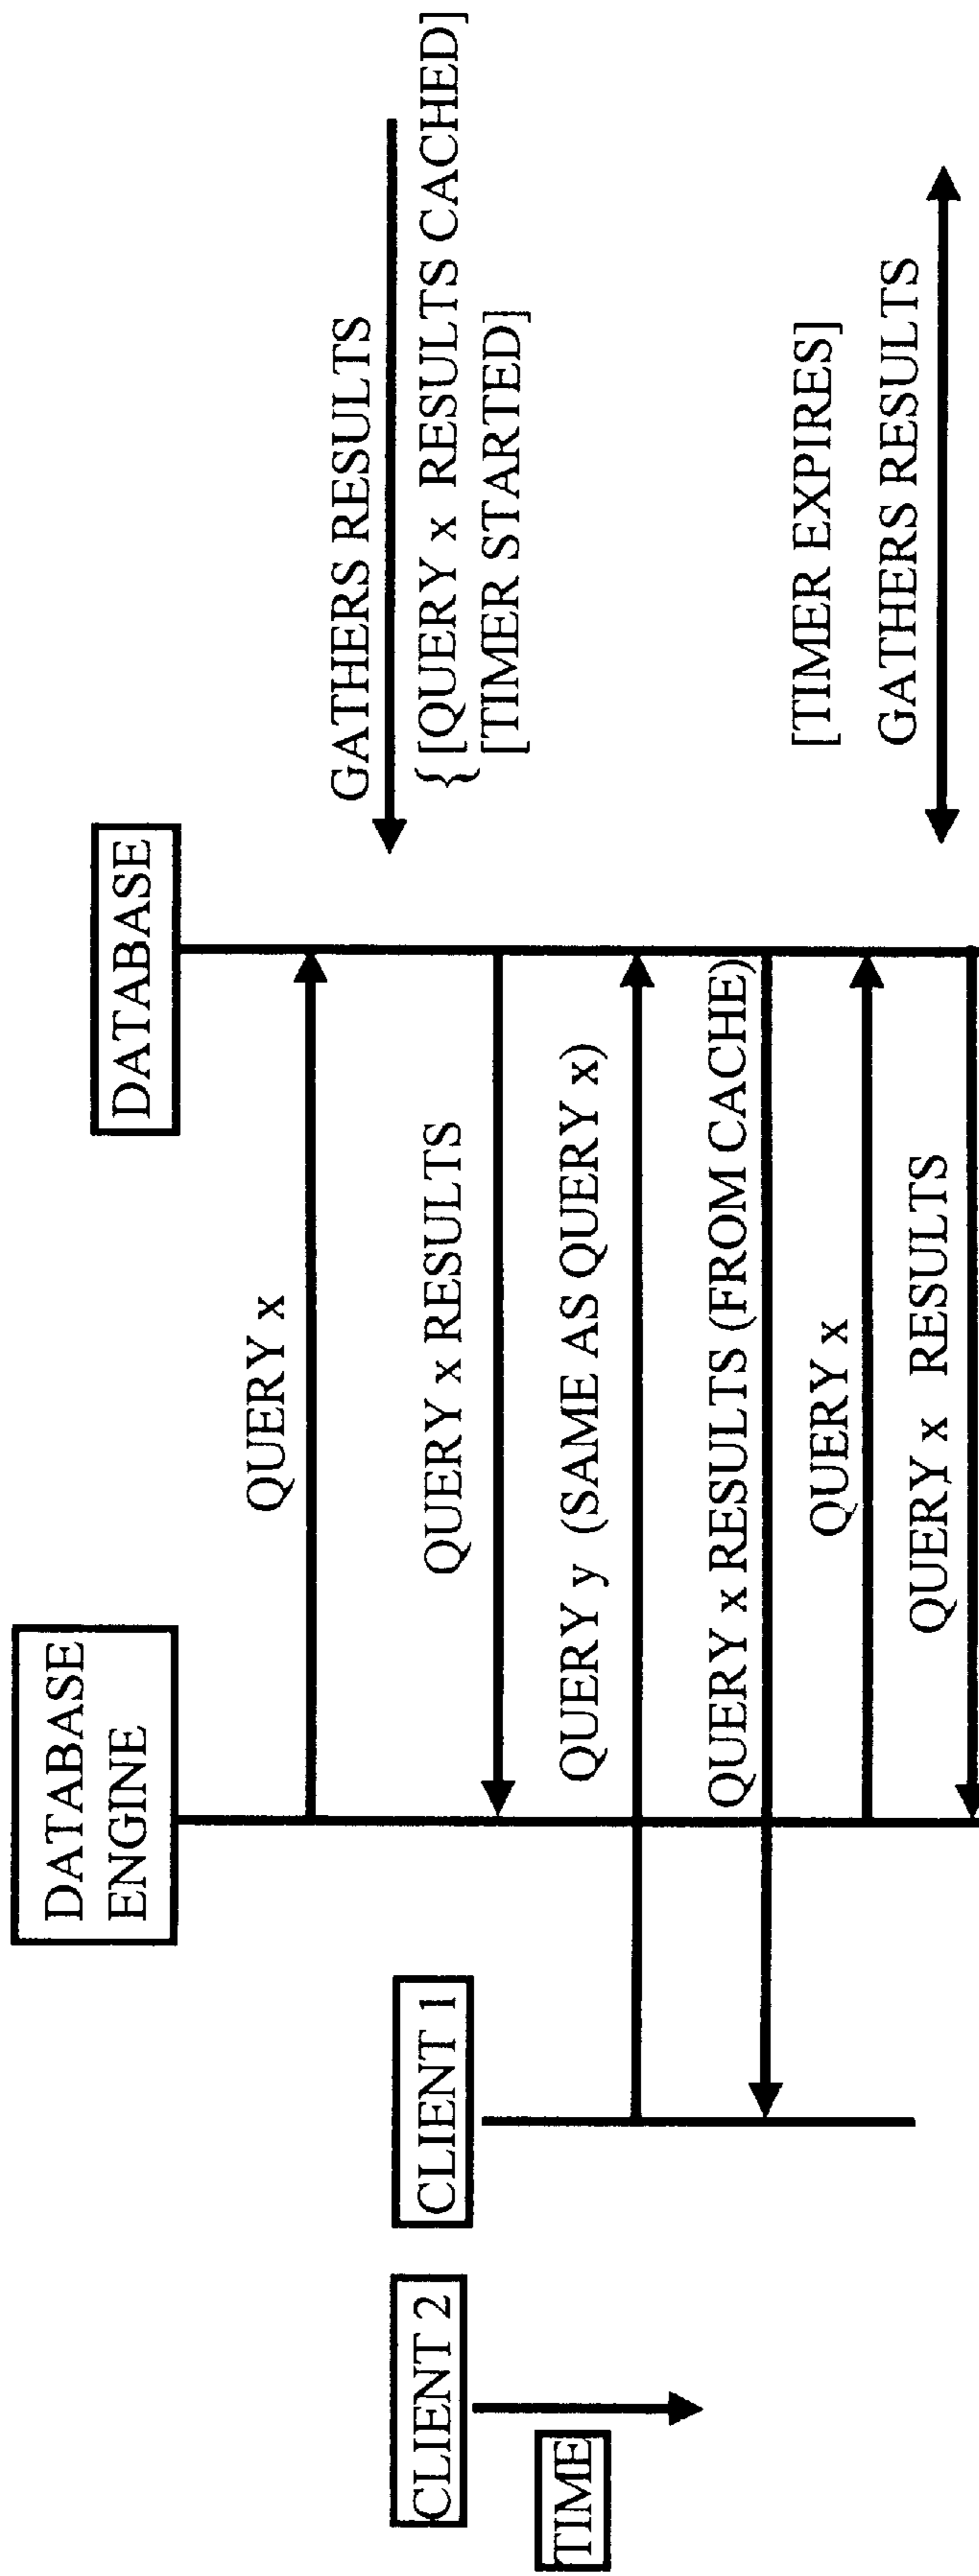 CLIENT 2
TIME
CLIENT 1
DATABASE
ENGINE
DATABASE
QUERY x
GATHERS RESULTS
{ [QUERY x RESULTS CACHED]
[TIMER STARTED]
QUERY x RESULTS
QUERY y (SAME AS QUERY x)
QUERY x RESULTS (FROM CACHE)
[TIMER EXPIRES]
QUERY x
GATHERS RESULTS
QUERY x RESULTS